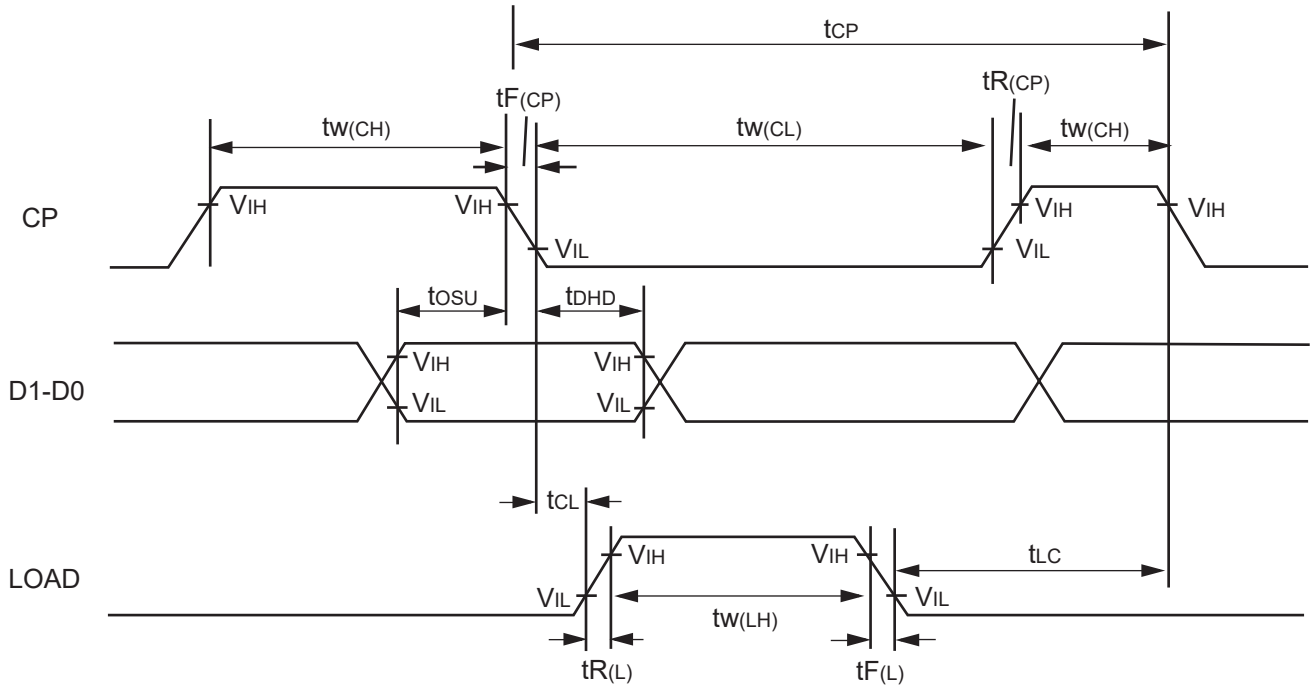 tCP
tF(CP)
tR(CP)
tw(CH)
tw(CL)
tw(CH)
CP
VIH
VIH
VIL
VIL
VIH
VIH
tOSU
tDHD
D1-D0
VIH
VIL
VIH
VIL
tCL
LOAD
VIL
VIH
VIH
VIL
tLC
tw(LH)
tR(L)
tF(L)